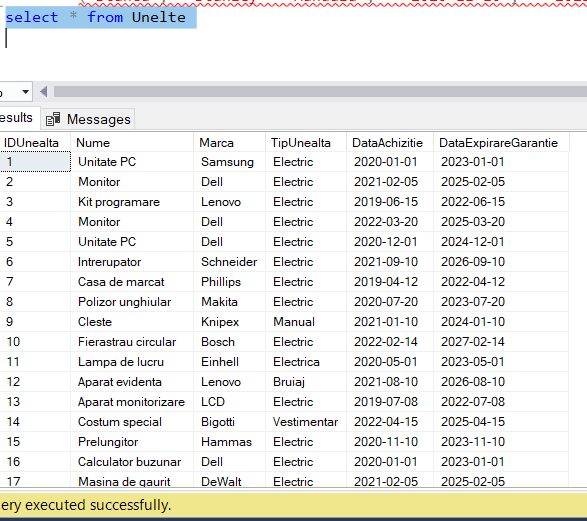 select * from Unelte
Messages
IDUnealta Nume Marca TipUnealta DataAchizitie DataExpirareGarantie
1 Unitate PC Samsung Electric 2020-01-01 2023-01-01
2 Monitor Dell Electric 2021-02-05 2025-02-05
3 Kit programare Lenovo Electric 2019-06-15 2022-06-15
4 Monitor Dell Electric 2022-03-20 2025-03-20
5 Unitate PC Dell Electric 2020-12-01 2024-12-01
6 Intrerupator Schneider Electric 2021-09-10 2026-09-10
7 Casa de marcat Phillips Electric 2019-04-12 2022-04-12
8 Polizor unghiular Makita Electric 2020-07-20 2023-07-20
9 Cleste Knipex Manual 2021-01-10 2024-01-10
10 Fierastrau circular Bosch Electric 2022-02-14 2027-02-14
11 Lampa de lucru Einhell Electrica 2020-05-01 2023-05-01
12 Aparat evidenta Lenovo Bruiaj 2021-08-10 2026-08-10
13 Aparat monitorizare LCD Electric 2019-07-08 2022-07-08
14 Costum special Bigotti Vestimentar 2022-04-15 2025-04-15
15 Prelungitor Hammas Electric 2020-11-10 2023-11-10
16 Calculator buzunar Dell Electric 2020-01-01 2023-01-01
17 Masina de gaurit DeWalt Electric 2021-02-05 2025-02-05
executed successfully.